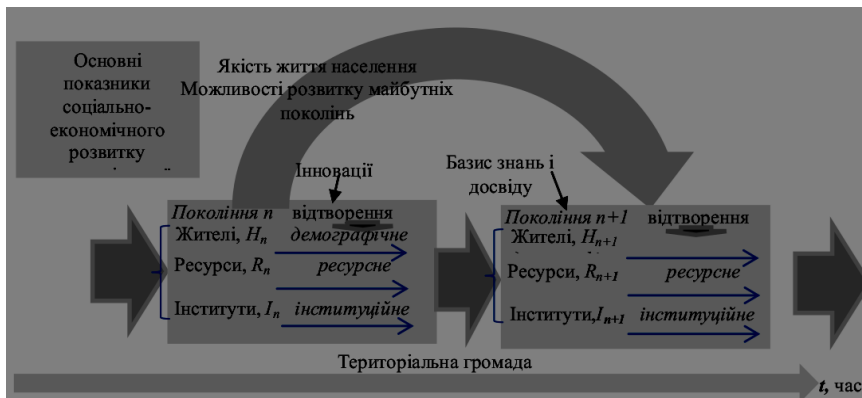 Основні
показники
соціально-
економічного
розвитку
Якість життя населення
Можливості розвитку майбутніх
поколінь
Інновації
Базис знань і
досвіду
Покоління n відтворення
Жителі, Hn демографічне
Ресурси, Rn ресурсне
Інститути, In інституційне
Покоління n+1 відтворення
Жителі, Hn+1
Ресурси, Rn+1 ресурсне
Інститути,In+1 інституційне
Територіальна громада
t, час